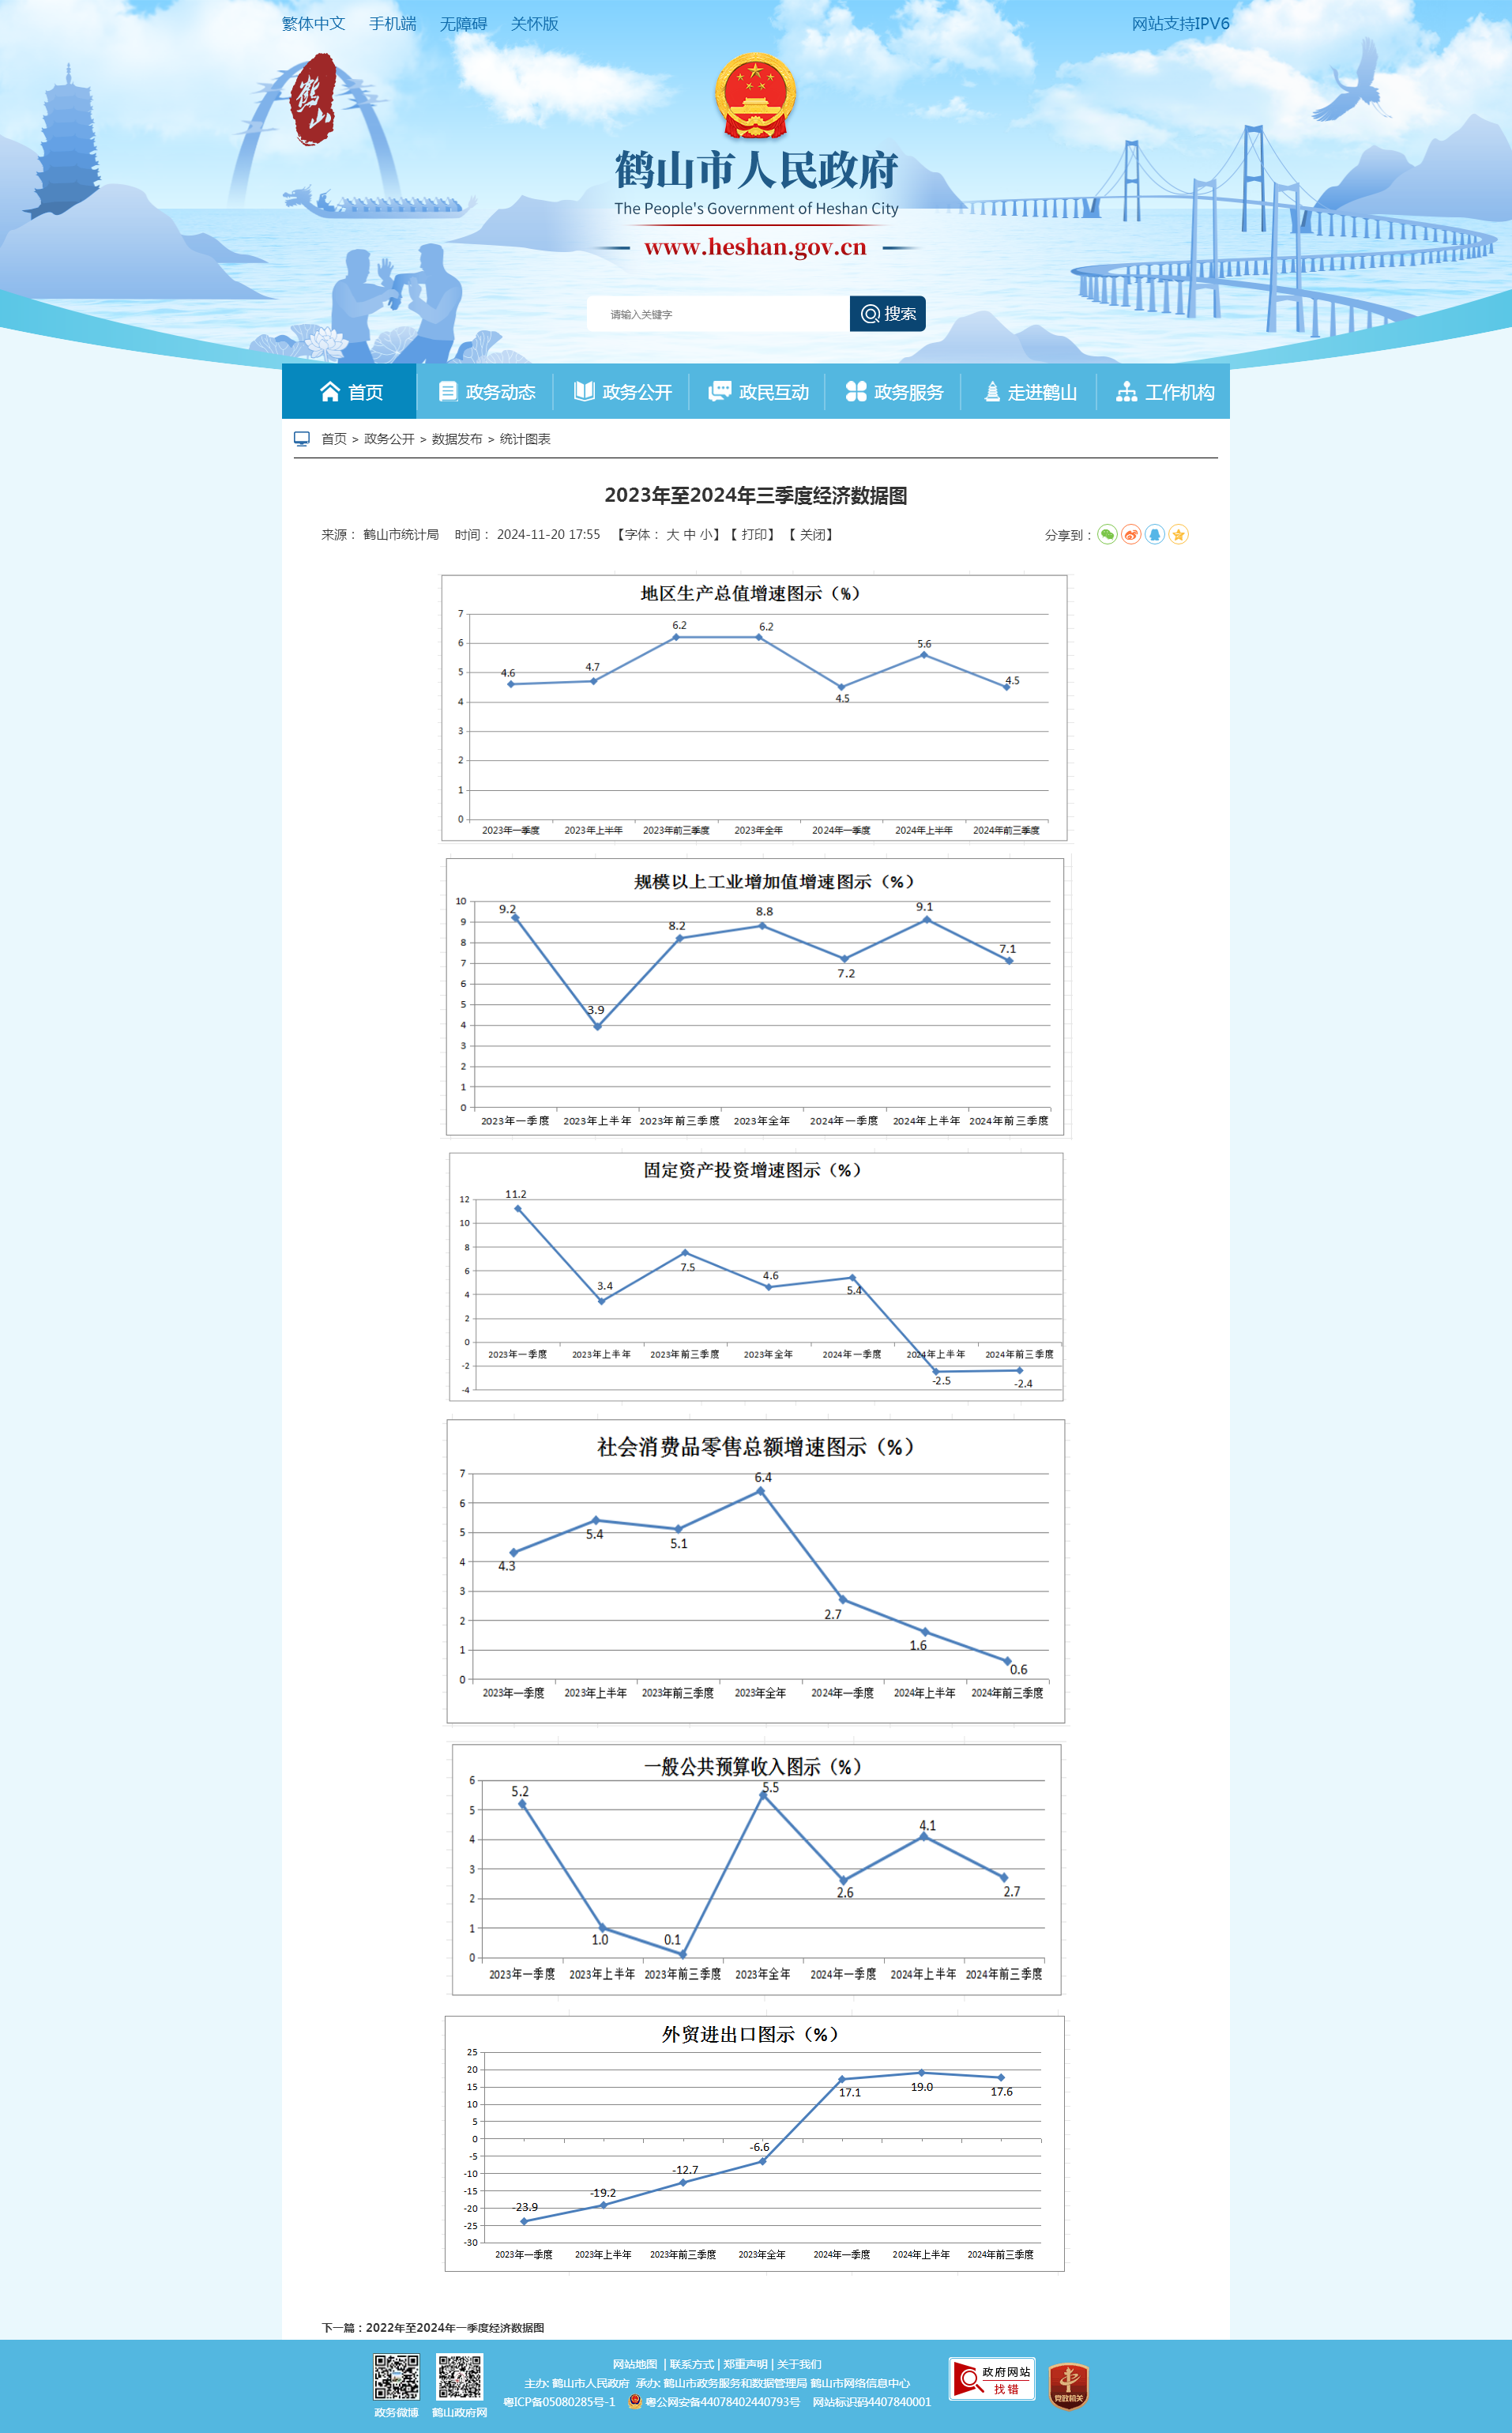 繁体中文 手机端 无障碍 关怀版 网站支持IPV6
鹤山
鹤山市人民政府
The People's Government of Heshan City
www.heshan.gov.cn
请输入关键字 搜索
首页 政务动态 政务公开 政民互动 政务服务 走进鹤山 工作机构
首页 > 政务公开 > 数据发布 > 统计图表
2023年至2024年三季度经济数据图
来源： 鹤山市统计局 时间： 2024-11-20 17:55 【字体： 大 中 小】【 打印】 【 关闭】 分享到：
地区生产总值增速图示（%）
7
6
5
4
3
2
1
0
4.6 4.7 6.2 6.2 4.5 5.6 4.5
2023年一季度 2023年上半年 2023年前三季度 2023年全年 2024年一季度 2024年上半年 2024年前三季度
规模以上工业增加值增速图示（%）
10
9
8
7
6
5
4
3
2
1
0
9.2 3.9 8.2 8.8 7.2 9.1 7.1
2023年一季度 2023年上半年 2023年前三季度 2023年全年 2024年一季度 2024年上半年 2024年前三季度
固定资产投资增速图示（%）
12
10
8
6
4
2
0
-2
-4
11.2 3.4 7.5 4.6 5.4 -2.5 -2.4
2023年一季度 2023年上半年 2023年前三季度 2023年全年 2024年一季度 2024年上半年 2024年前三季度
社会消费品零售总额增速图示（%）
7
6
5
4
3
2
1
0
4.3 5.4 5.1 6.4 2.7 1.6 0.6
2023年一季度 2023年上半年 2023年前三季度 2023年全年 2024年一季度 2024年上半年 2024年前三季度
一般公共预算收入图示（%）
6
5
4
3
2
1
0
5.2 1.0 0.1 5.5 2.6 4.1 2.7
2023年一季度 2023年上半年 2023年前三季度 2023年全年 2024年一季度 2024年上半年 2024年前三季度
外贸进出口图示（%）
25
20
15
10
5
0
-5
-10
-15
-20
-25
-30
-23.9 -19.2 -12.7 -6.6 17.1 19.0 17.6
2023年一季度 2023年上半年 2023年前三季度 2023年全年 2024年一季度 2024年上半年 2024年前三季度
下一篇：2022年至2024年一季度经济数据图
网站地图 | 联系方式 | 郑重声明 | 关于我们
主办: 鹤山市人民政府 承办: 鹤山市政务服务和数据管理局 鹤山市网络信息中心
粤ICP备05080285号-1 粤公网安备44078402440793号 网站标识码4407840001
政务微博 鹤山政府网
政府网站
找错
党政机关